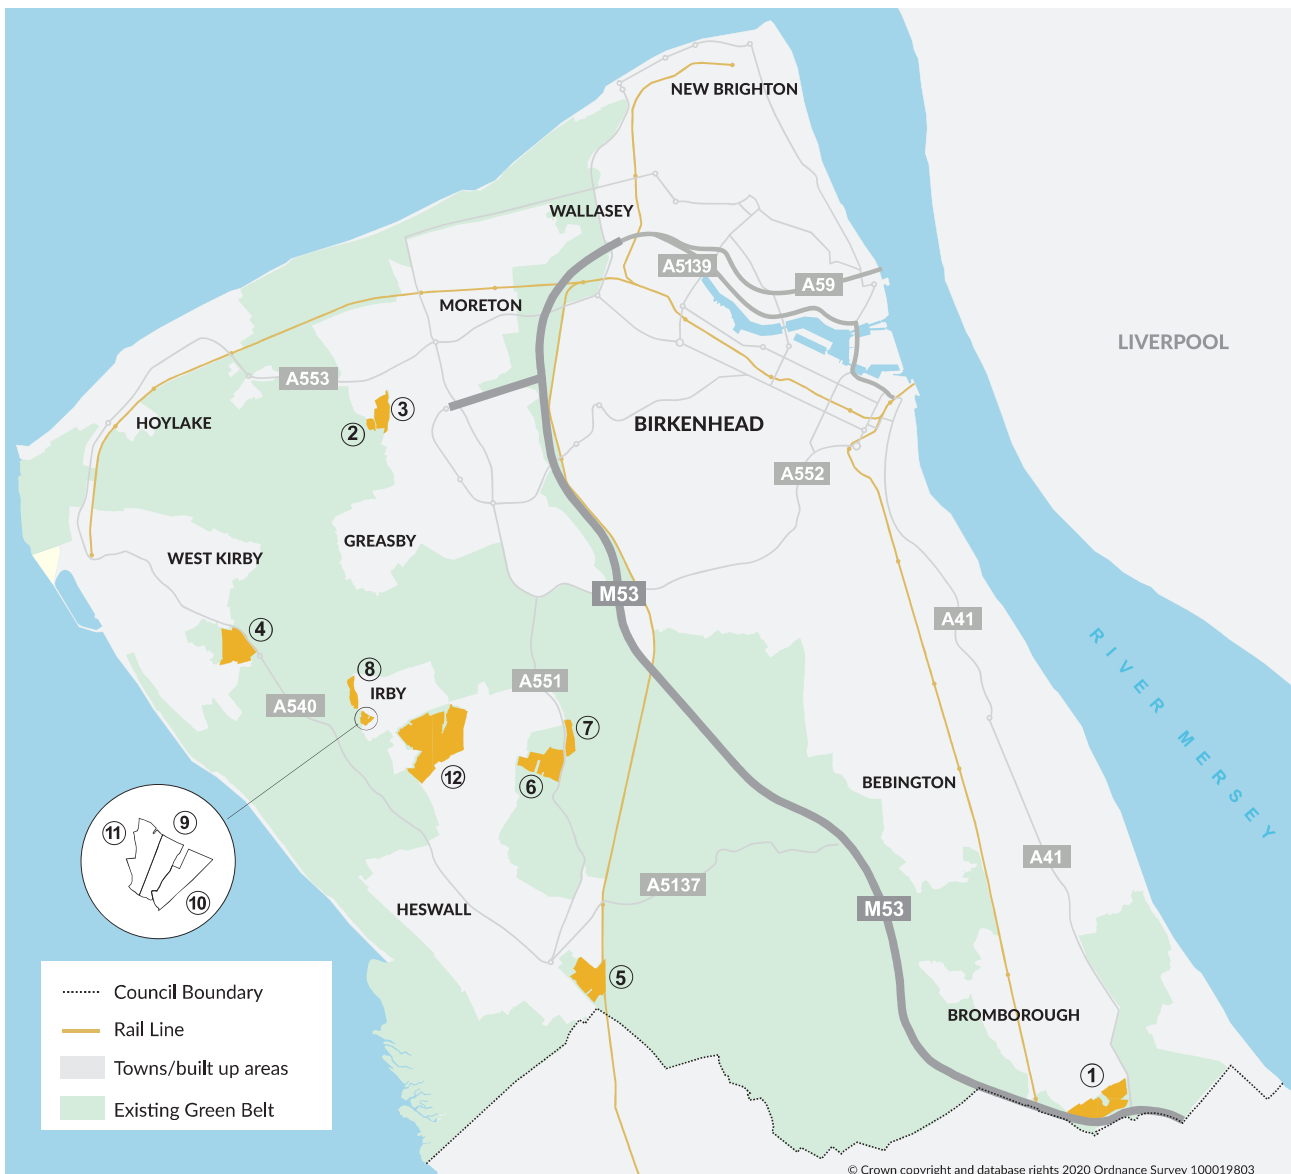 NEW BRIGHTON
WALLASEY
A5139
A59
MORETON
LIVERPOOL
A553
3
HOYLAKE
2
BIRKENHEAD
A552
GREASBY
WEST KIRBY
M53
A41
4
RIVER MERSEY
8
IRBY
A551
A540
7
12
6
BEBINGTON
11
9
10
A41
A5137
HESWALL
M53
5
BROMBOROUGH
1
Council Boundary
Rail Line
Towns/built up areas
Existing Green Belt
© Crown copyright and database rights 2020 Ordnance Survey 100019803